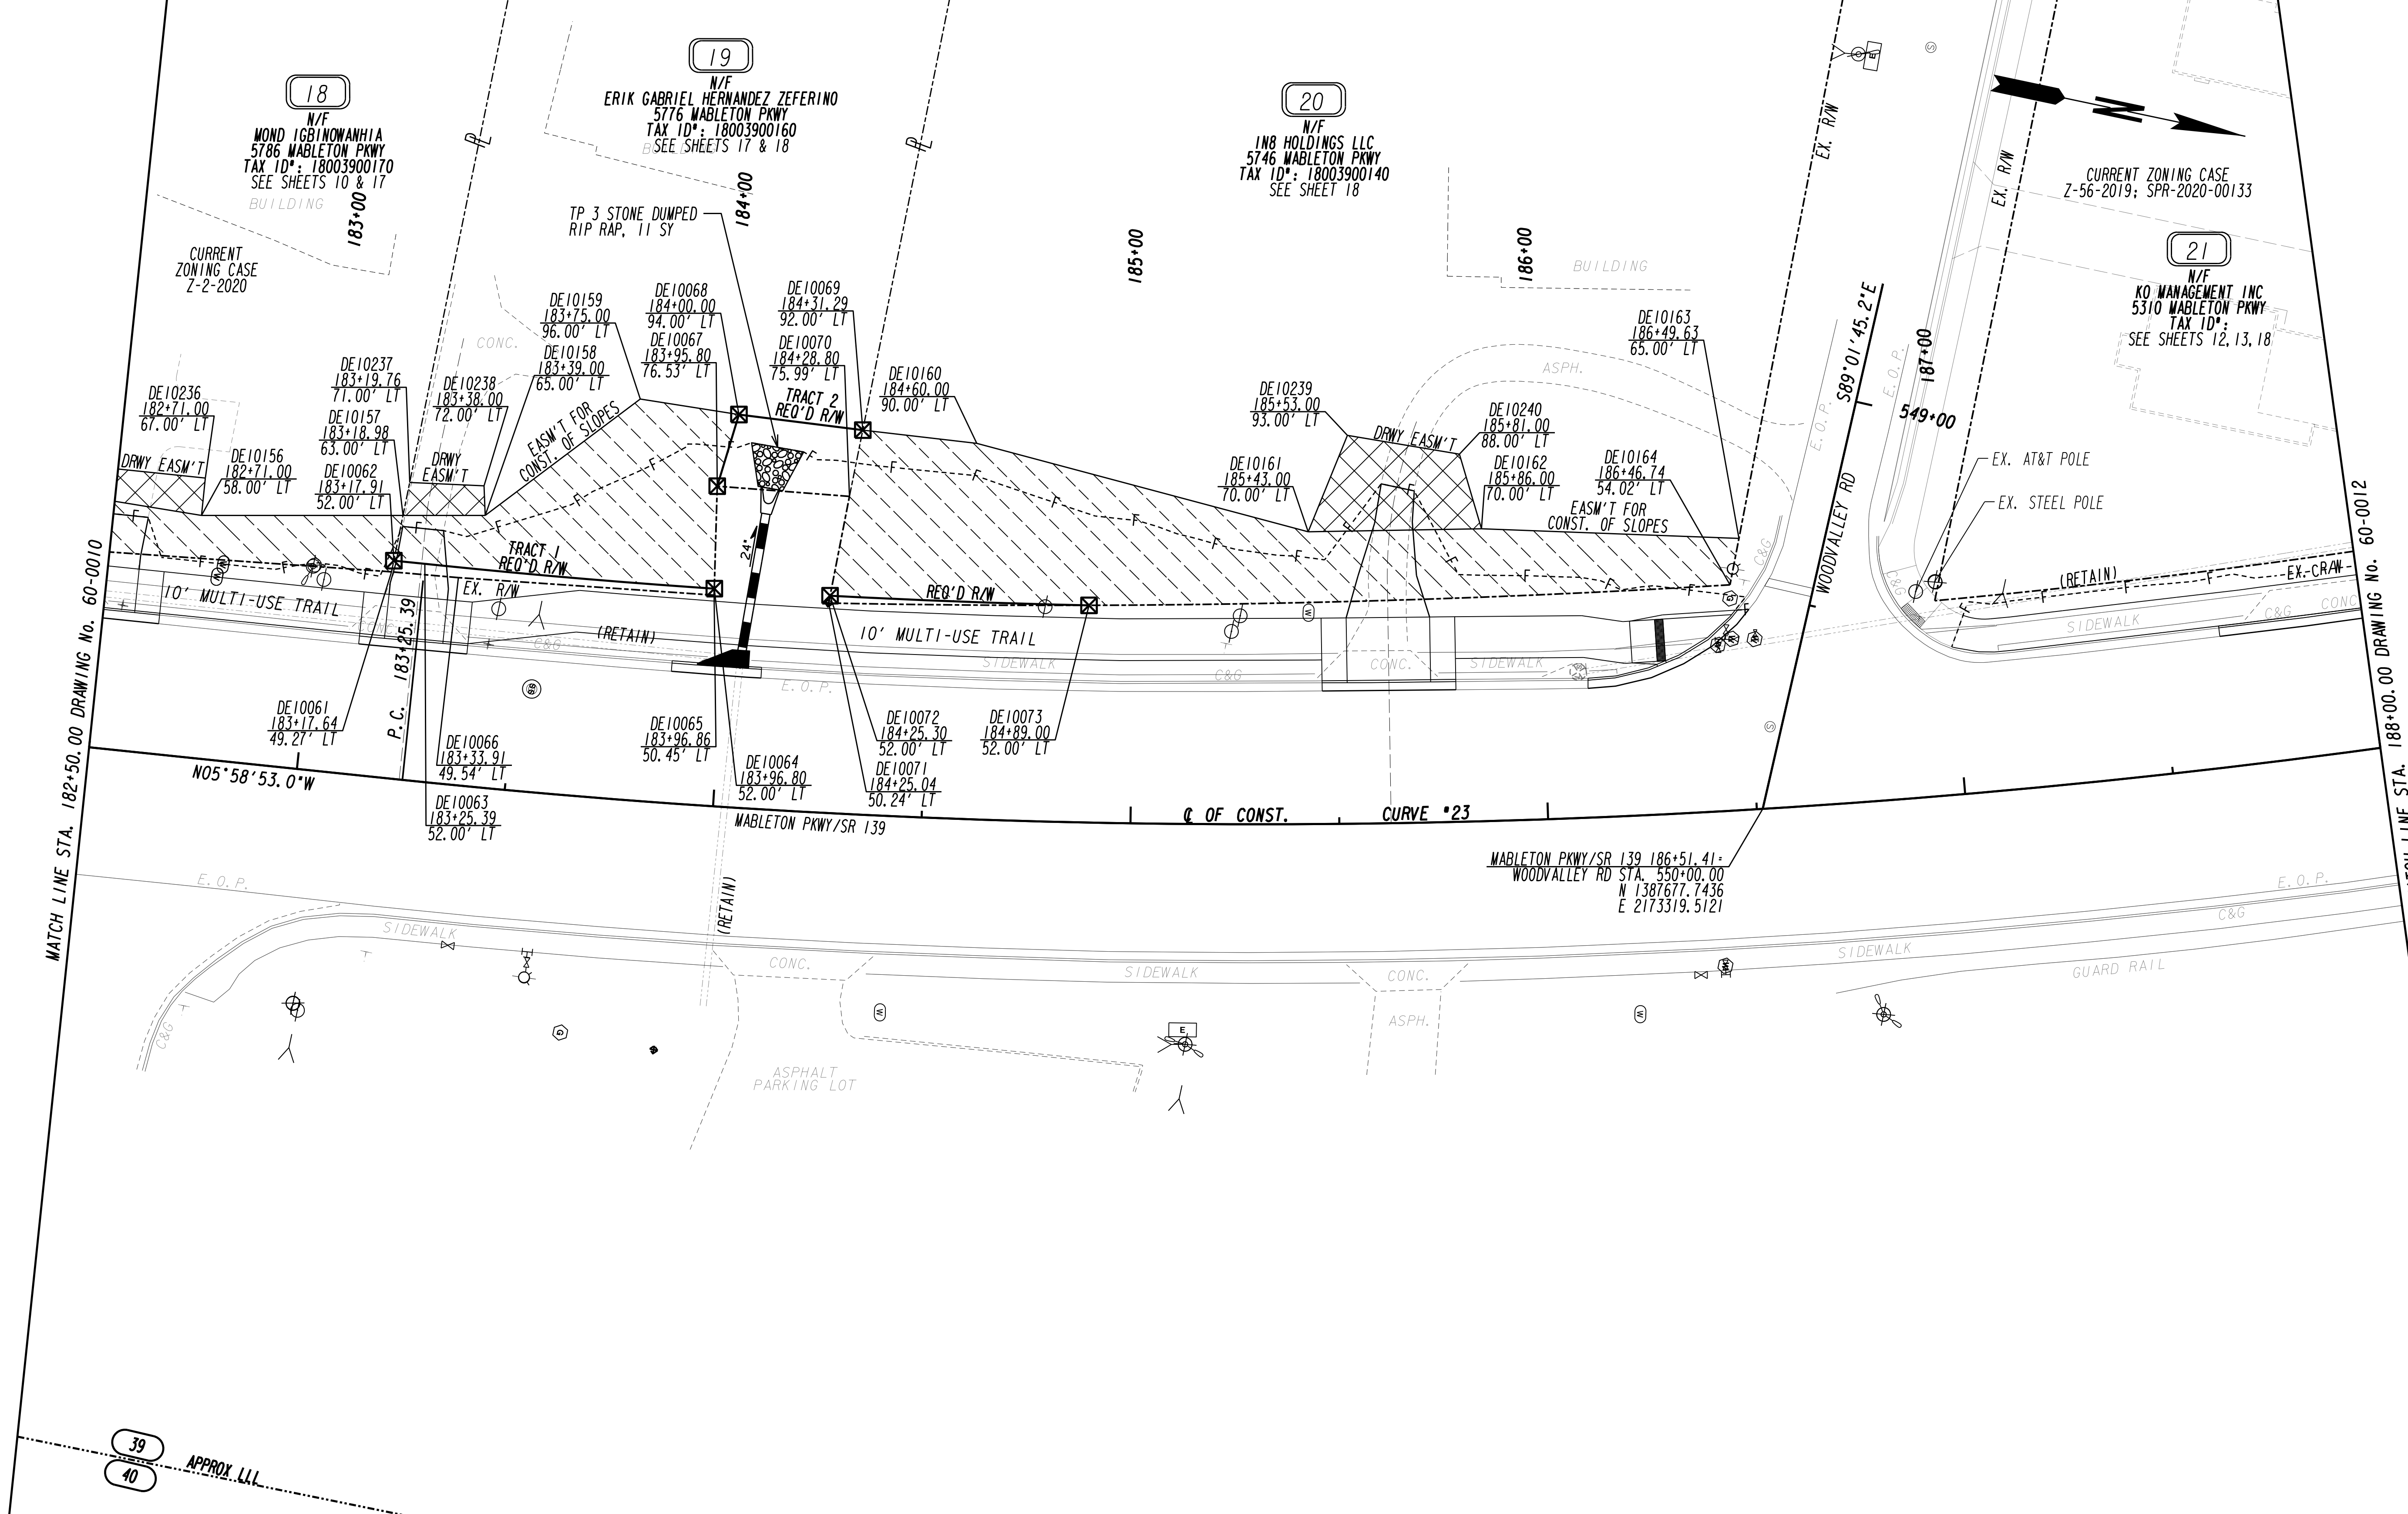 18
N/F
MOND IGBINOWANHIA
5786 MABLETON PKWY
TAX ID#: 18003900170
SEE SHEETS 10 & 17
BUILDING
183+00
CURRENT
ZONING CASE
Z-2-2020
19
N/F
ERIK GABRIEL HERNANDEZ ZEFERINO
5776 MABLETON PKWY
TAX ID#: 18003900160
SEE SHEETS 17 & 18
BUILDING
184+00
TP 3 STONE DUMPED
RIP RAP, 11 SY
20
N/F
IN8 HOLDINGS LLC
5746 MABLETON PKWY
TAX ID#: 18003900140
SEE SHEET 18
185+00
186+00
BUILDING
EX. R/W
E
S
EX. R/W
N
CURRENT ZONING CASE
Z-56-2019; SPR-2020-00133
21
N/F
KO MANAGEMENT INC
5310 MABLETON PKWY
TAX ID#:
SEE SHEETS 12,13,18
187+00
S89°01'45.2"E
549+00
E.O.P.
E.O.P.
WOODVALLEY RD
C&G
C&G
EX. AT&T POLE
EX. STEEL POLE
DE10236
182+71.00
67.00' LT
DE10156
182+71.00
58.00' LT
DE10237
183+19.76
71.00' LT
DE10157
183+18.98
63.00' LT
DE10062
183+17.91
52.00' LT
DE10238
183+38.00
72.00' LT
CONC.
DE10159
183+75.00
96.00' LT
DE10158
183+39.00
65.00' LT
DE10068
184+00.00
94.00' LT
DE10067
183+95.80
76.53' LT
DE10069
184+31.29
92.00' LT
DE10070
184+28.80
75.99' LT
DE10160
184+60.00
90.00' LT
DE10239
185+53.00
93.00' LT
DE10161
185+43.00
70.00' LT
ASPH.
DE10240
185+81.00
88.00' LT
DE10162
185+86.00
70.00' LT
DE10163
186+49.63
65.00' LT
DE10164
186+46.74
54.02' LT
DRWY EASM'T
DRWY
EASM'T
EASM'T FOR
CONST. OF SLOPES
TRACT 2
REQ'D R/W
DRWY EASM'T
EASM'T FOR
CONST. OF SLOPES
TRACT 1
REQ'D R/W
EX. R/W
24"
REQ'D R/W
10' MULTI-USE TRAIL
CONC.
C&G
(RETAIN)
10' MULTI-USE TRAIL
SIDEWALK
C&G
CONC.
SIDEWALK
E.O.P.
W
G
(RETAIN)
EX. R/W
SIDEWALK
C&G
CONC
SS
P.C. 183+25.39
DE10061
183+17.64
49.27' LT
DE10066
183+33.91
49.54' LT
DE10063
183+25.39
52.00' LT
DE10065
183+96.86
50.45' LT
DE10064
183+96.80
52.00' LT
DE10072
184+25.30
52.00' LT
DE10071
184+25.04
50.24' LT
DE10073
184+89.00
52.00' LT
S
N05°58'53.0"W
MABLETON PKWY/SR 139
℄ OF CONST.
CURVE #23
MABLETON PKWY/SR 139 186+51.41=
WOODVALLEY RD STA. 550+00.00
N 1387677.7436
E 2173319.5121
(RETAIN)
E.O.P.
SIDEWALK
C&G
CONC.
SIDEWALK
CONC.
SIDEWALK
E.O.P.
C&G
GUARD RAIL
G
W
E
ASPH.
W
ASPHALT
PARKING LOT
MATCH LINE STA. 182+50.00 DRAWING No. 60-0010
MATCH LINE STA. 188+00.00 DRAWING No. 60-0012
39
40
APPROX LLL